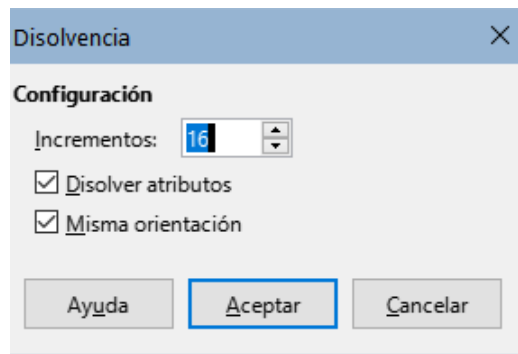 Disolvencia
Configuración
Incrementos: 16
Disolver atributos
Misma orientación
Ayuda Aceptar Cancelar